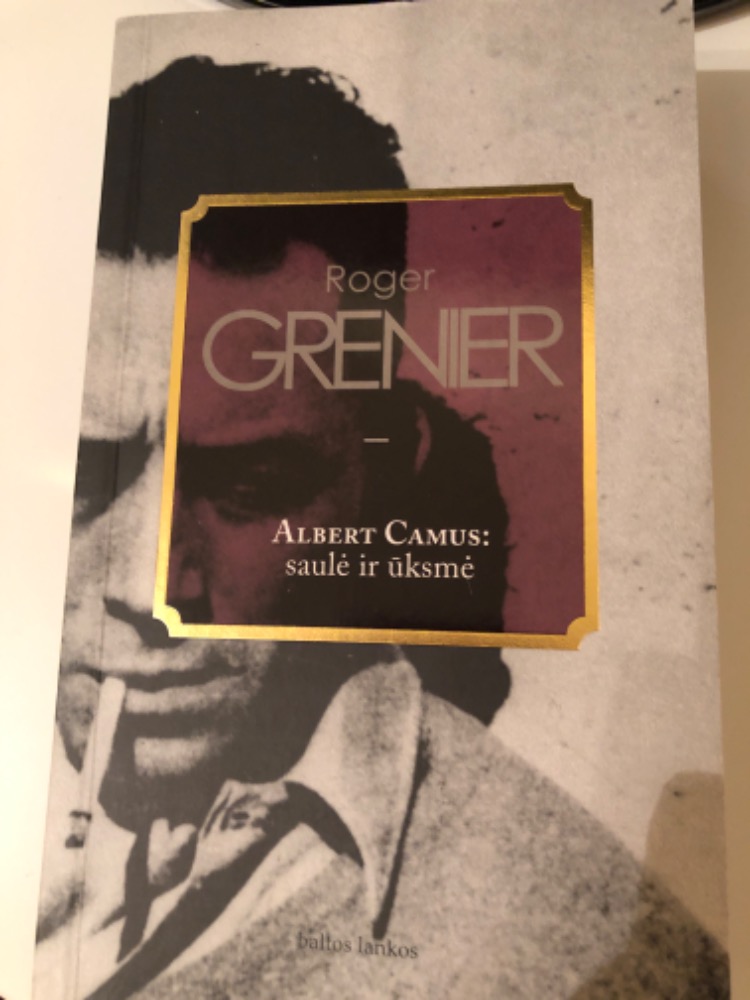 Roger
GRENIER
—
ALBERT CAMUS:
saulė ir ūksmė
baltos lankos